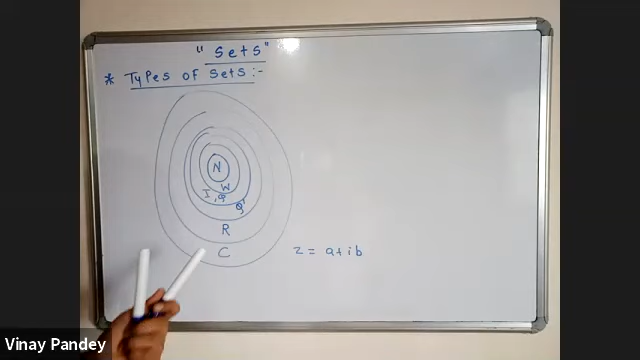 "Sets"
* Types of Sets :-
N
W
I, Q
Q'
R
C
z = a+ib
Vinay Pandey